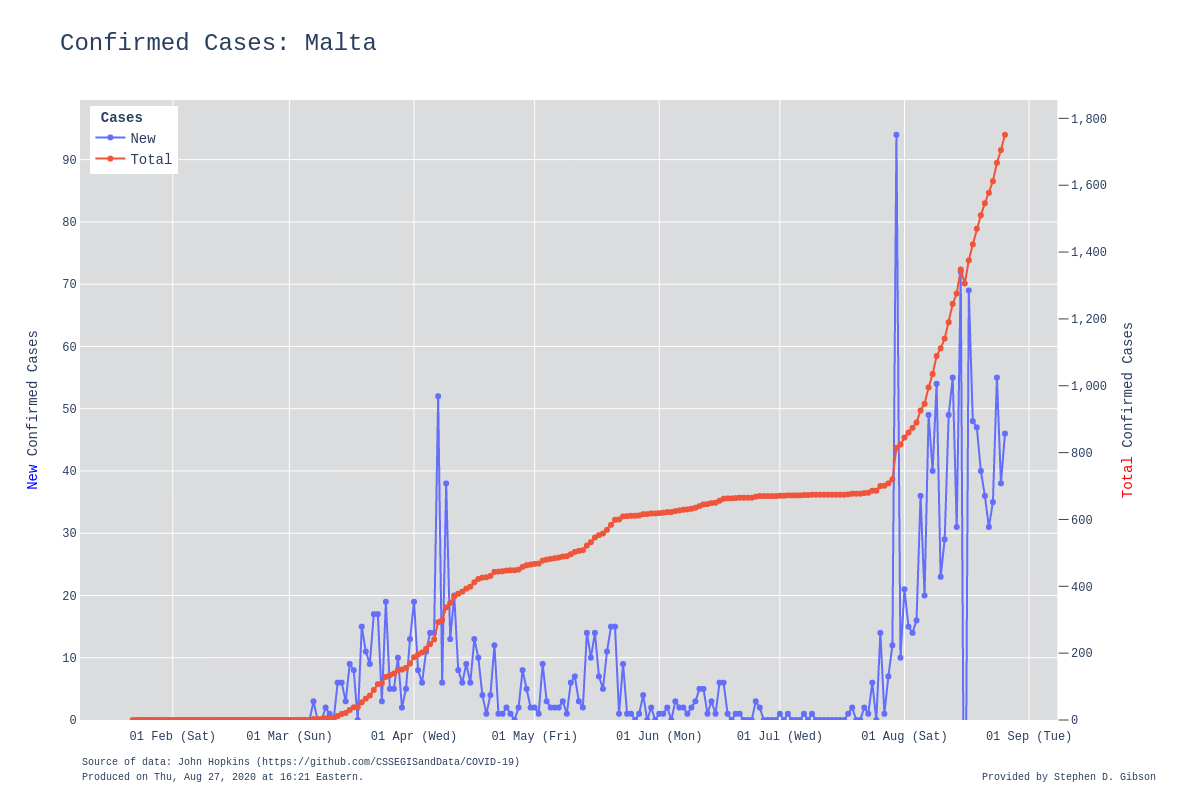 Confirmed Cases: Malta
Cases
New
Total
90
80
70
60
50
40
30
20
10
0
1,800
1,600
1,400
1,200
1,000
800
600
400
200
0
New Confirmed Cases
Total Confirmed Cases
01 Feb (Sat) 01 Mar (Sun) 01 Apr (Wed) 01 May (Fri) 01 Jun (Mon) 01 Jul (Wed) 01 Aug (Sat) 01 Sep (Tue)
Source of data: John Hopkins (https://github.com/CSSEGISandData/COVID-19)
Produced on Thu, Aug 27, 2020 at 16:21 Eastern.
Provided by Stephen D. Gibson